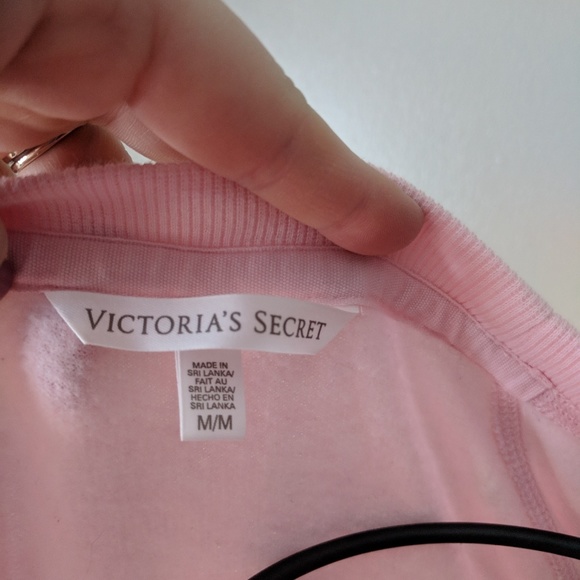 VICTORIA'S SECRET
MADE IN
SRI LANKA/
FAIT AU
SRI LANKA/
HECHO EN
SRI LANKA
M/M